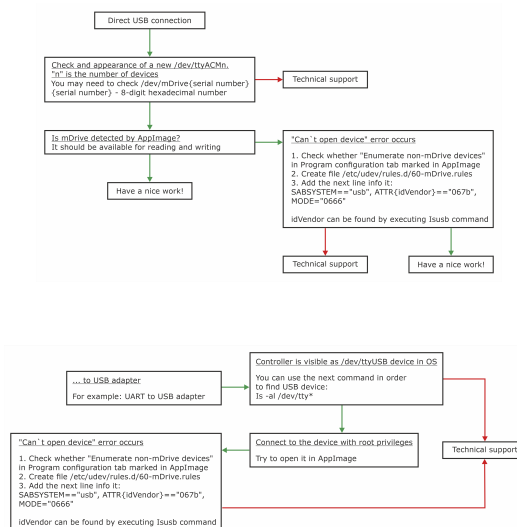 Direct USB connection
Check and appearance of a new /dev/ttyACMn.
"n" is the number of devices
You may need to check /dev/mDrive{serial number}
{serial number} - 8-digit hexadecimal number
Technical support
Is mDrive detected by AppImage?
It should be available for reading and writing
Have a nice work!
"Can`t open device" error occurs
1. Check whether "Enumerate non-mDrive devices"
in Program configuration tab marked in AppImage
2. Create file /etc/udev/rules.d/60-mDrive.rules
3. Add the next line info it:
SABSYSTEM=="usb", ATTR{idVendor}=="067b",
MODE="0666"
idVendor can be found by executing Isusb command
Technical support
Have a nice work!
... to USB adapter
For example: UART to USB adapter
Controller is visible as /dev/ttyUSB device in OS
You can use the next command in order
to find USB device:
Is -al /dev/tty*
Connect to the device with root privileges
Try to open it in AppImage
Technical support
"Can`t open device" error occurs
1. Check whether "Enumerate non-mDrive devices"
in Program configuration tab marked in AppImage
2. Create file /etc/udev/rules.d/60-mDrive.rules
3. Add the next line info it:
SABSYSTEM=="usb", ATTR{idVendor}=="067b",
MODE="0666"
idVendor can be found by executing Isusb command